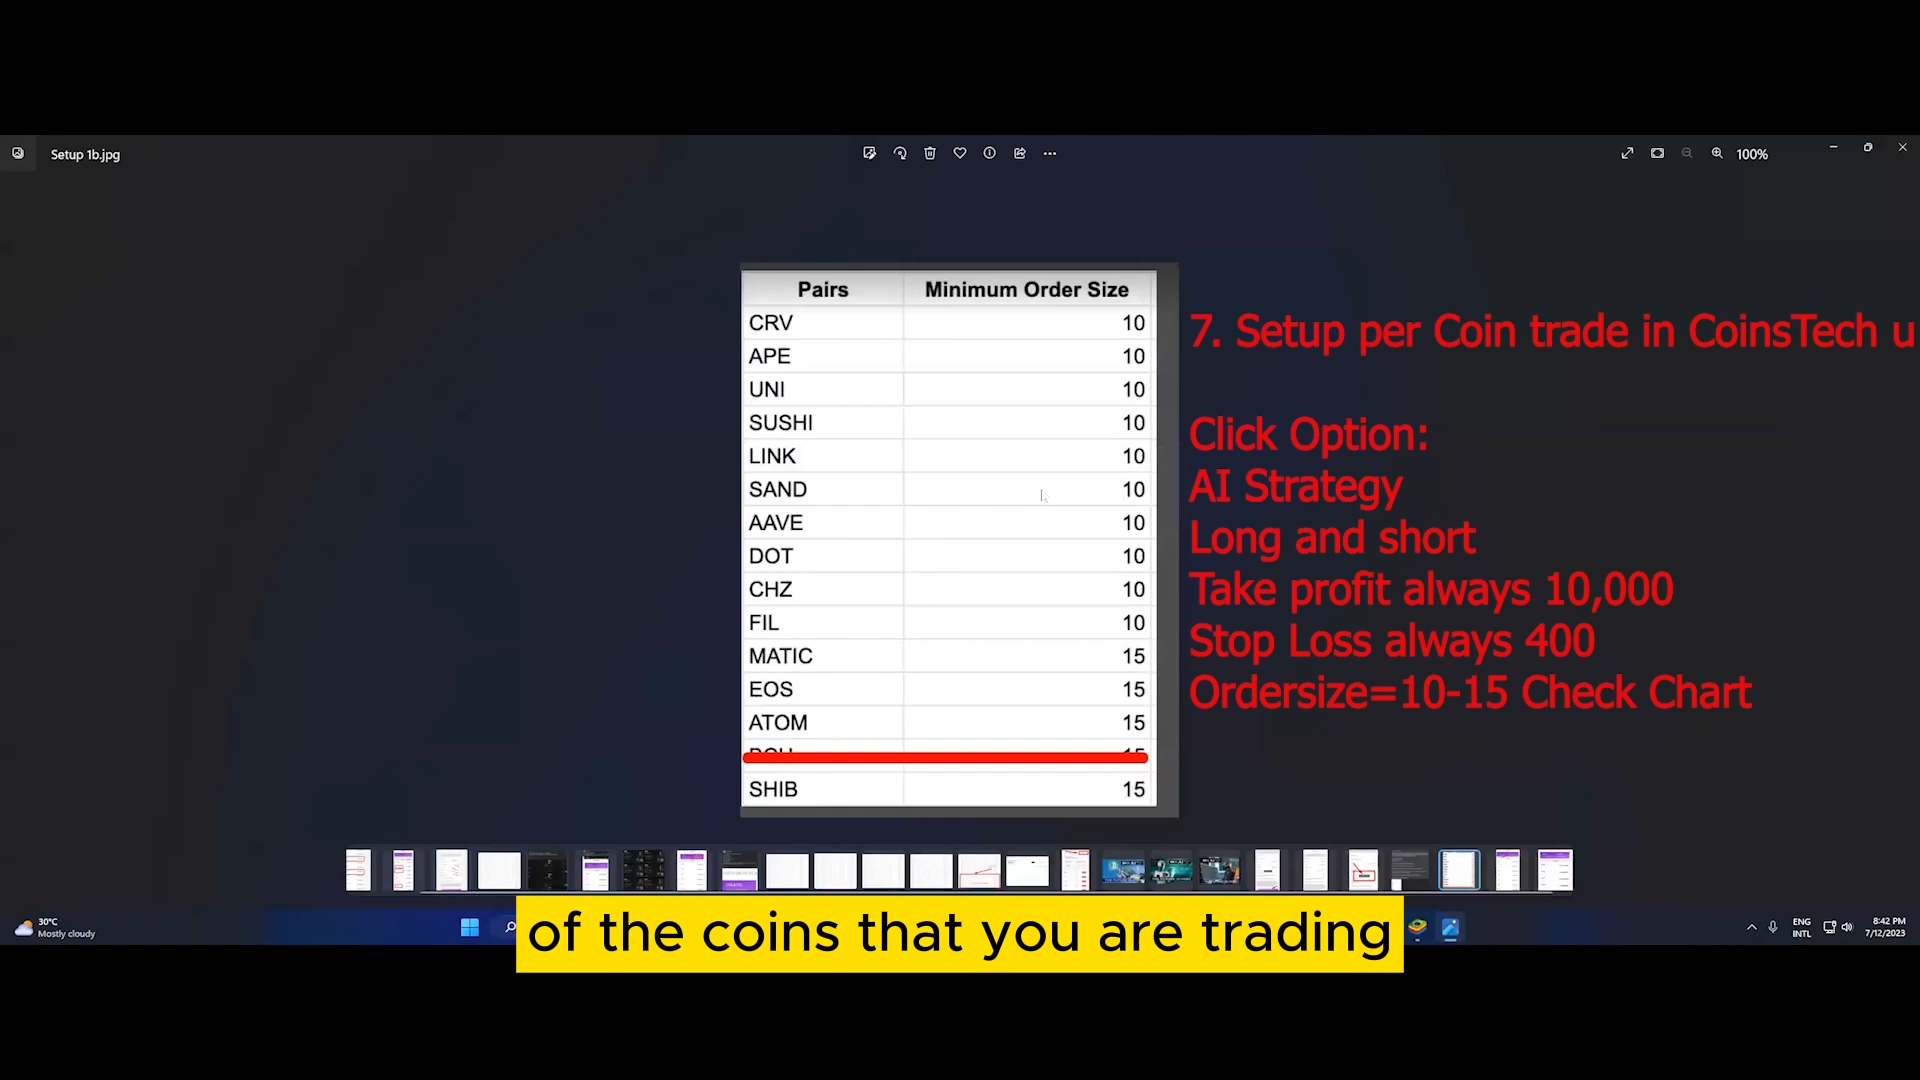 Setup 1b.jpg
100%
Pairs Minimum Order Size
CRV 10
APE 10
UNI 10
SUSHI 10
LINK 10
SAND 10
AAVE 10
DOT 10
CHZ 10
FIL 10
MATIC 15
EOS 15
ATOM 15
SHIB 15
7. Setup per Coin trade in CoinsTech u
Click Option:
AI Strategy
Long and short
Take profit always 10,000
Stop Loss always 400
Ordersize=10-15 Check Chart
30°C
Mostly cloudy
of the coins that you are trading
ENG
INTL
8:42 PM
7/12/2023